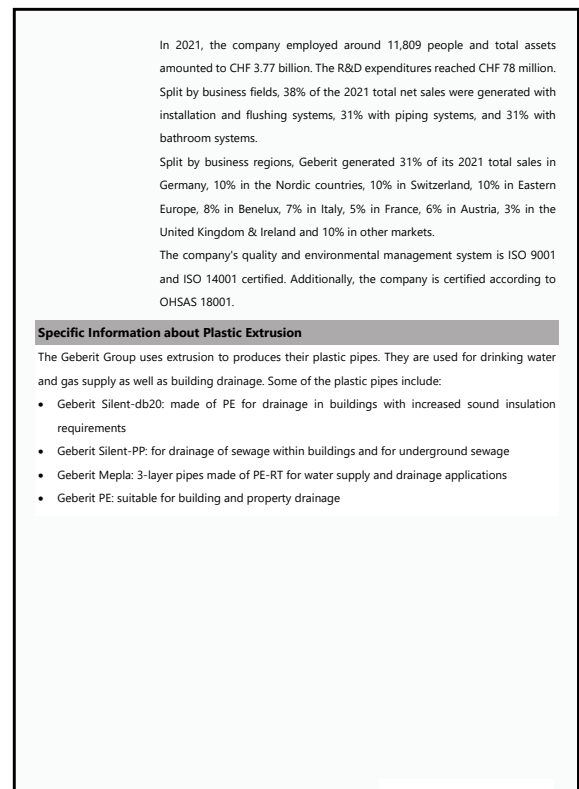 In 2021, the company employed around 11,809 people and total assets
amounted to CHF 3.77 billion. The R&D expenditures reached CHF 78 million.
Split by business fields, 38% of the 2021 total net sales were generated with
installation and flushing systems, 31% with piping systems, and 31% with
bathroom systems.
Split by business regions, Geberit generated 31% of its 2021 total sales in
Germany, 10% in the Nordic countries, 10% in Switzerland, 10% in Eastern
Europe, 8% in Benelux, 7% in Italy, 5% in France, 6% in Austria, 3% in the
United Kingdom & Ireland and 10% in other markets.
The company's quality and environmental management system is ISO 9001
and ISO 14001 certified. Additionally, the company is certified according to
OHSAS 18001.
Specific Information about Plastic Extrusion
The Geberit Group uses extrusion to produces their plastic pipes. They are used for drinking water
and gas supply as well as building drainage. Some of the plastic pipes include:
• Geberit Silent-db20: made of PE for drainage in buildings with increased sound insulation
requirements
• Geberit Silent-PP: for drainage of sewage within buildings and for underground sewage
• Geberit Mepla: 3-layer pipes made of PE-RT for water supply and drainage applications
• Geberit PE: suitable for building and property drainage